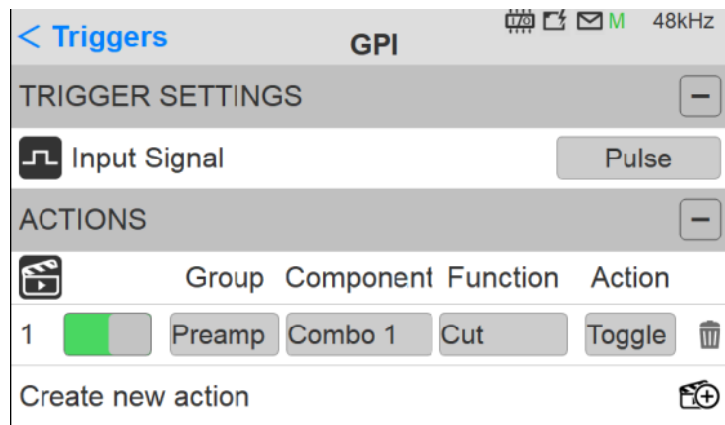 < Triggers
GPI
I/O M 48kHz
TRIGGER SETTINGS
Input Signal Pulse
ACTIONS
Group Component Function Action
1 Preamp Combo 1 Cut Toggle
Create new action